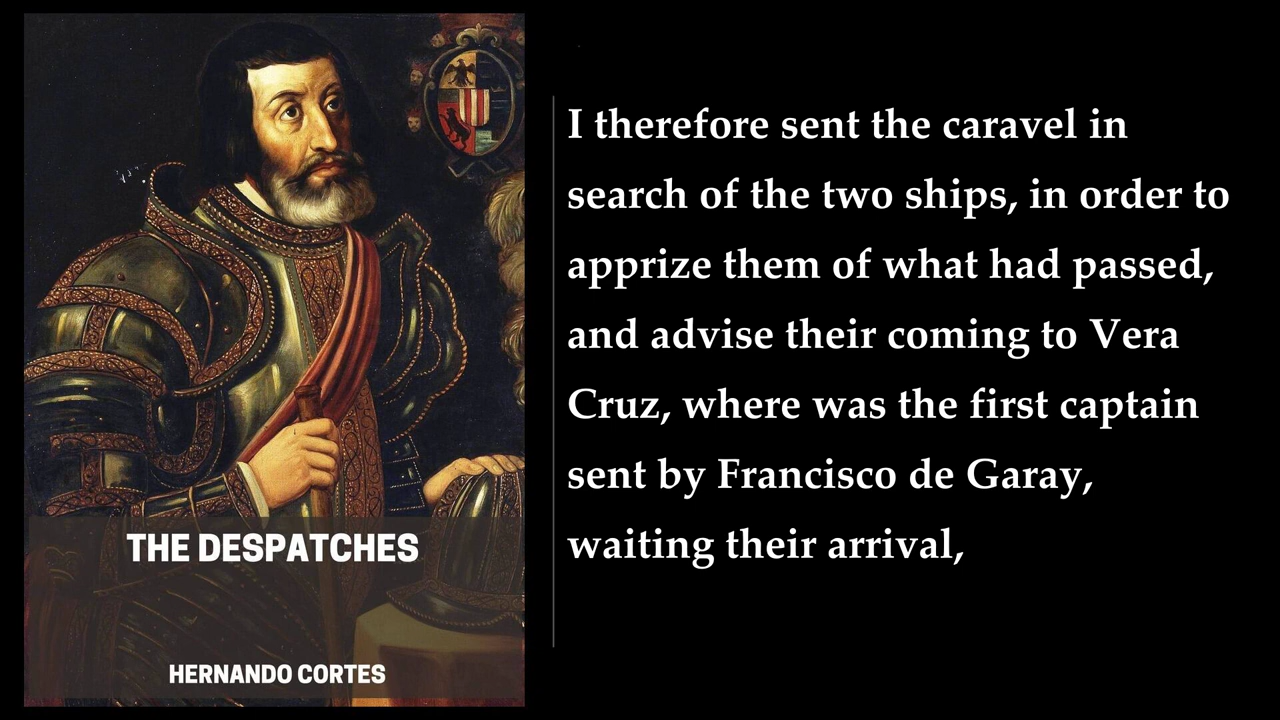 THE DESPATCHES
HERNANDO CORTES
I therefore sent the caravel in
search of the two ships, in order to
apprize them of what had passed,
and advise their coming to Vera
Cruz, where was the first captain
sent by Francisco de Garay,
waiting their arrival,